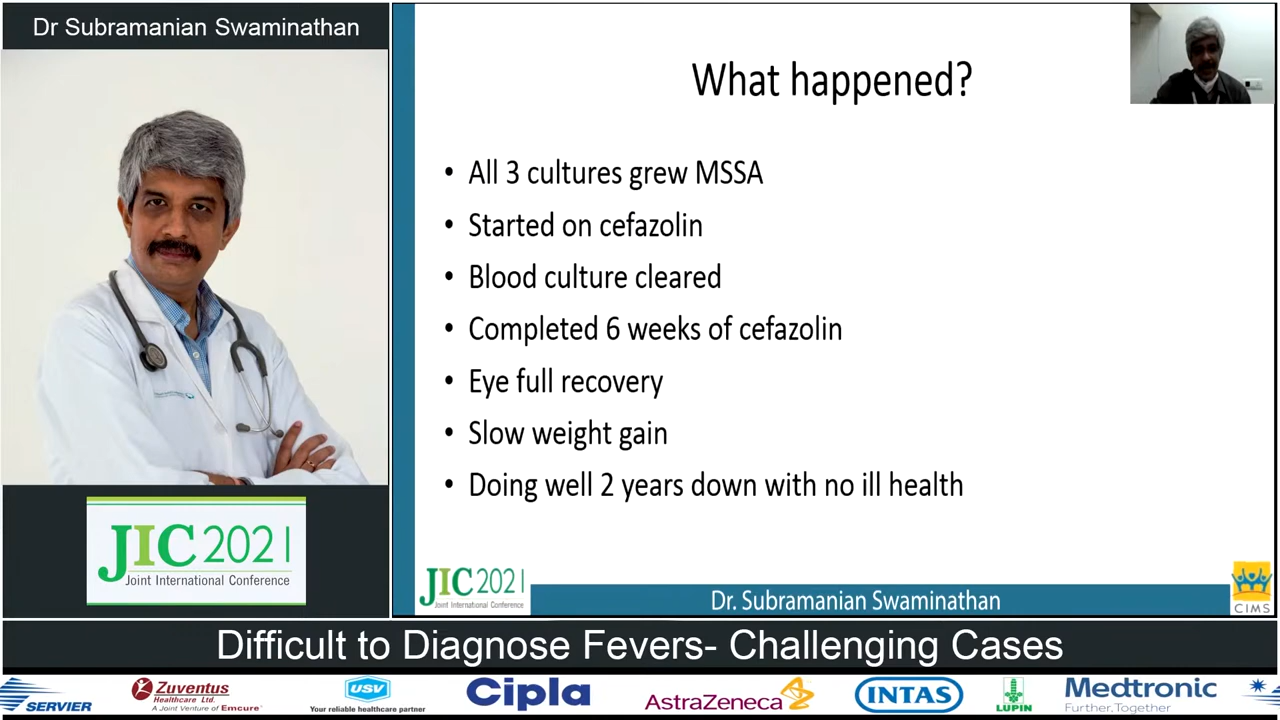 Dr Subramanian Swaminathan
What happened?
• All 3 cultures grew MSSA
• Started on cefazolin
• Blood culture cleared
• Completed 6 weeks of cefazolin
• Eye full recovery
• Slow weight gain
• Doing well 2 years down with no ill health
JIC 2021
Joint International Conference
JIC 2021
Joint International Conference
Dr. Subramanian Swaminathan
CIMS
Difficult to Diagnose Fevers- Challenging Cases
SERVIER
Zuventus
Healthcare Ltd.
A Joint Venture of Emcure
USV
Your reliable healthcare partner
Cipla
AstraZeneca
INTAS
LUPIN
Medtronic
Further, Together